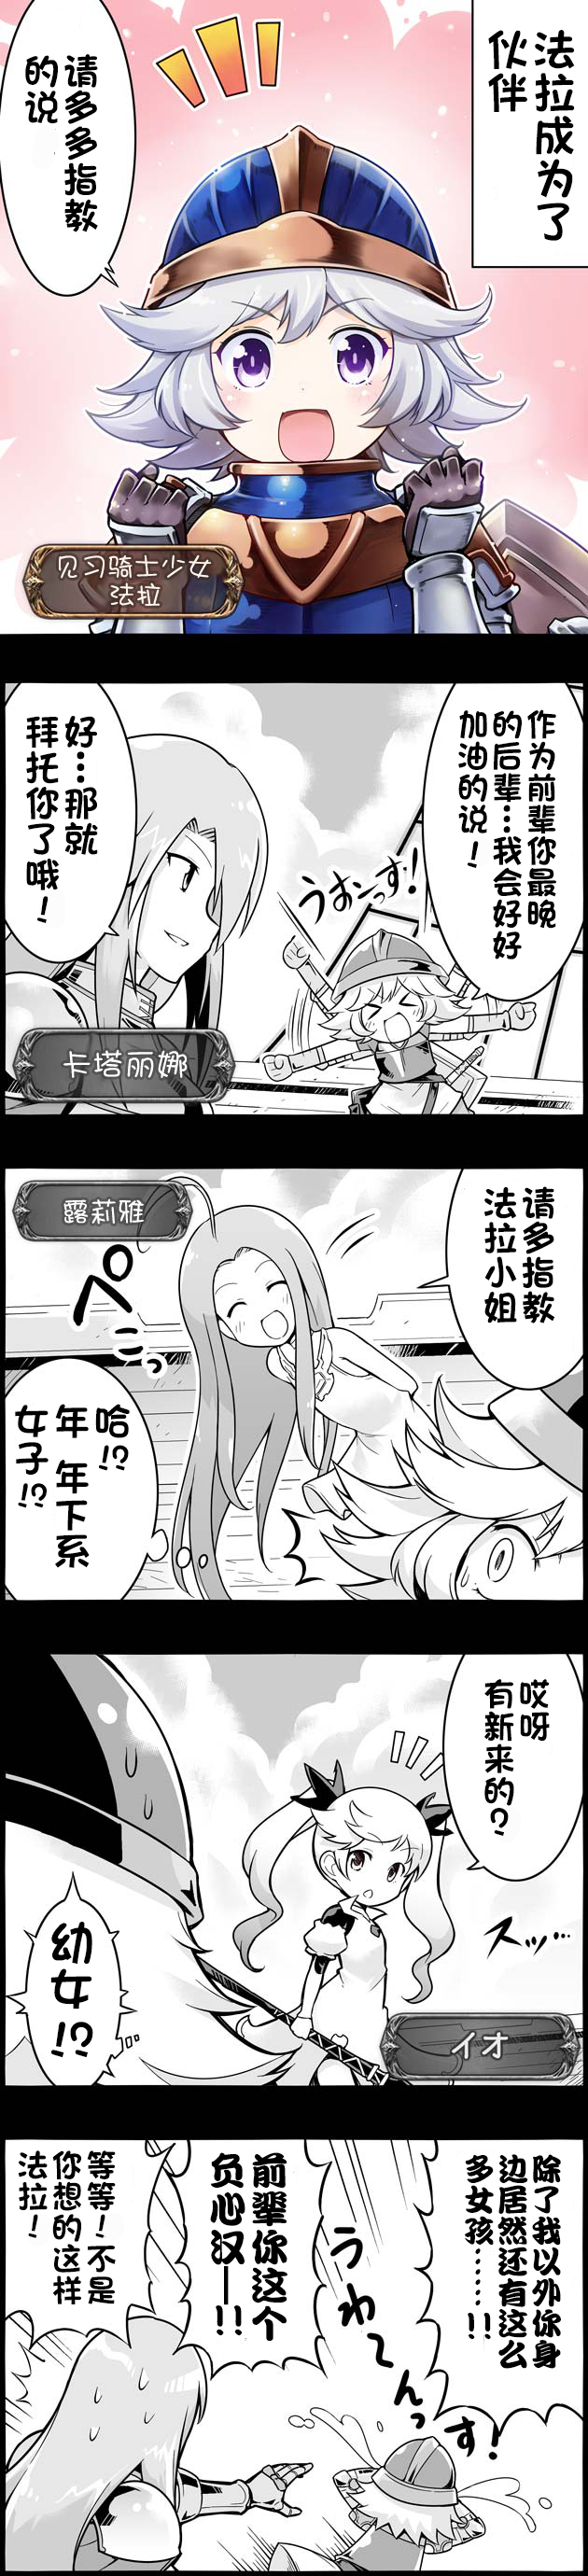 法拉成为了
伙伴
请多多指教
的说
见习骑士少女
法拉
作为前辈你最晚
的后辈…我会好好
加油的说！
うおーっす！
好…那就
拜托你了哦！
卡塔丽娜
请多指教
法拉小姐
露莉雅
ペこっ
哈!?
年 年下系
女子!?
哎呀
有新来的？
スッ…
幼女!?
イオ
除了我以外你身
边居然还有这么
多女孩……!!
うわーんっす！
前辈你这个
负心汉—!!
等等！不是
你想的这样
法拉！